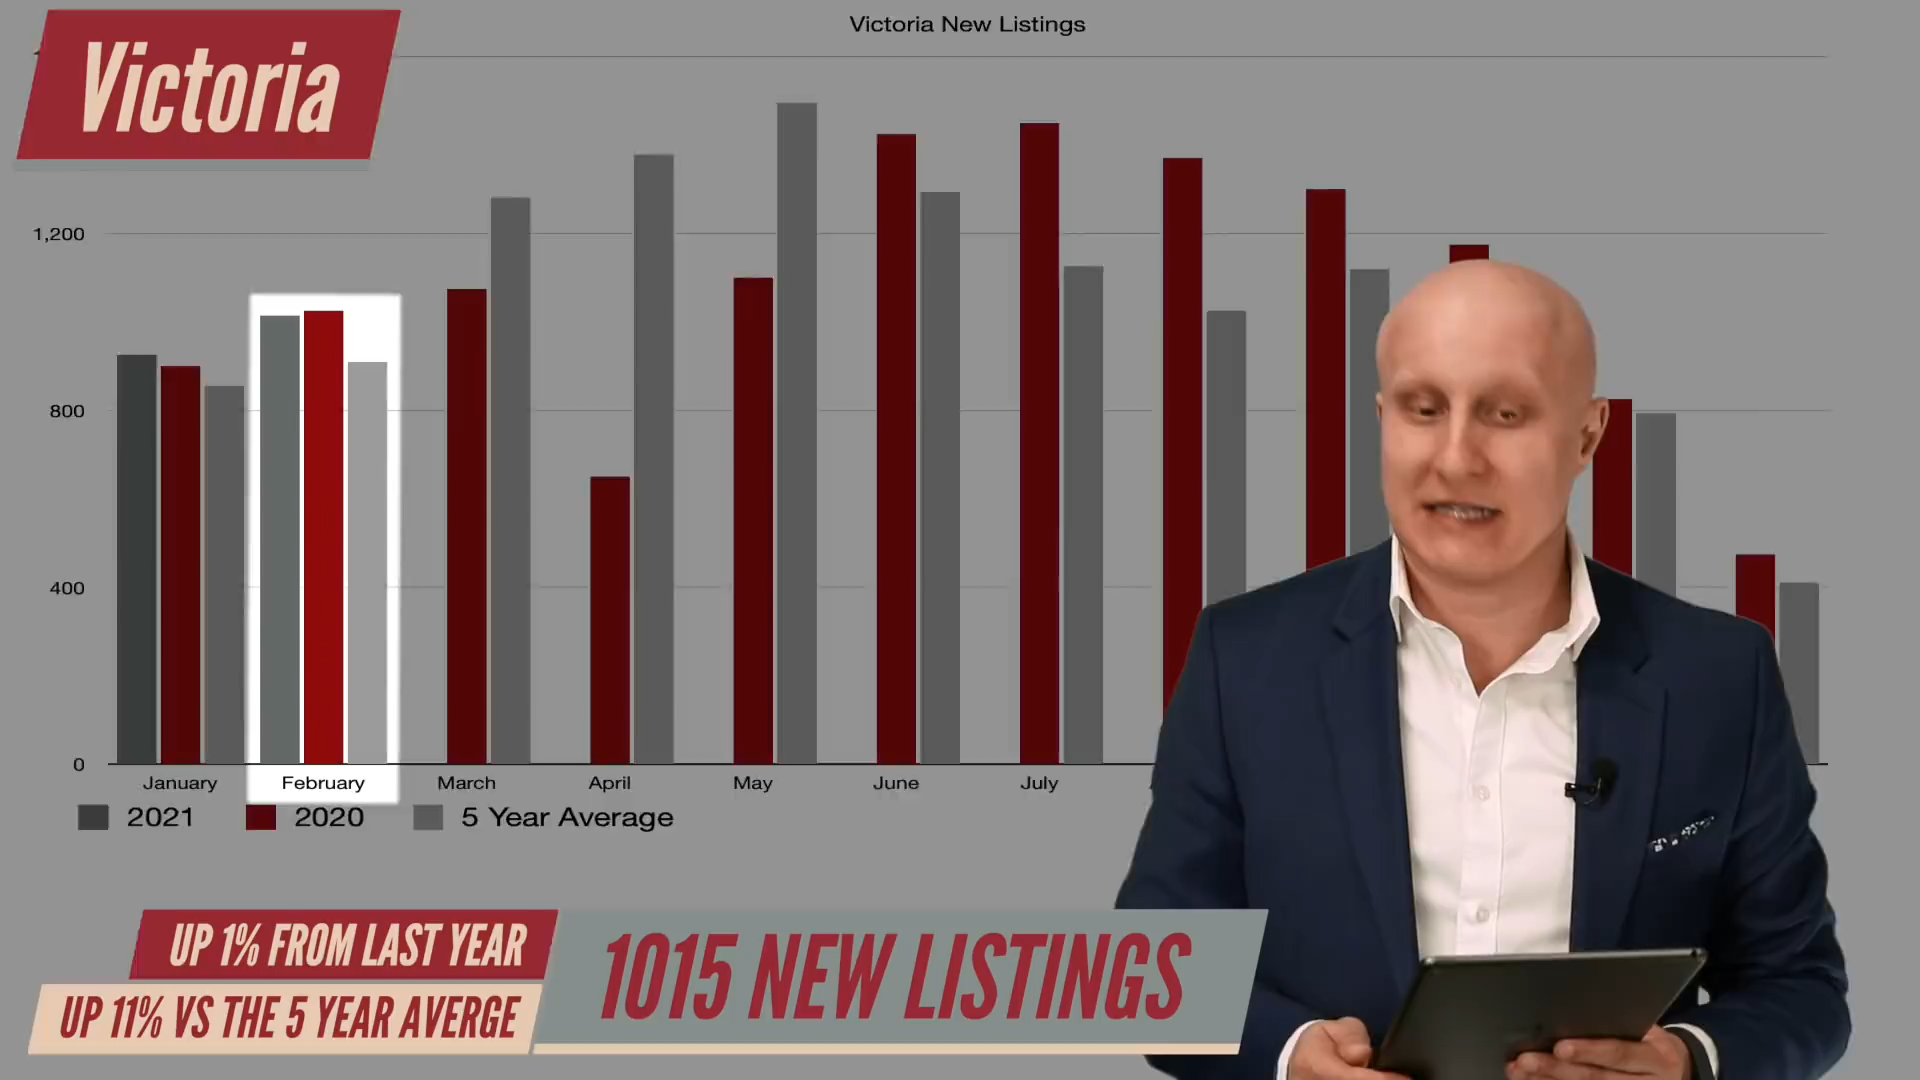 Victoria New Listings
Victoria
1,200
800
400
0
January February March April May June July
2021 2020 5 Year Average
UP 1% FROM LAST YEAR
UP 11% VS THE 5 YEAR AVERGE
1015 NEW LISTINGS